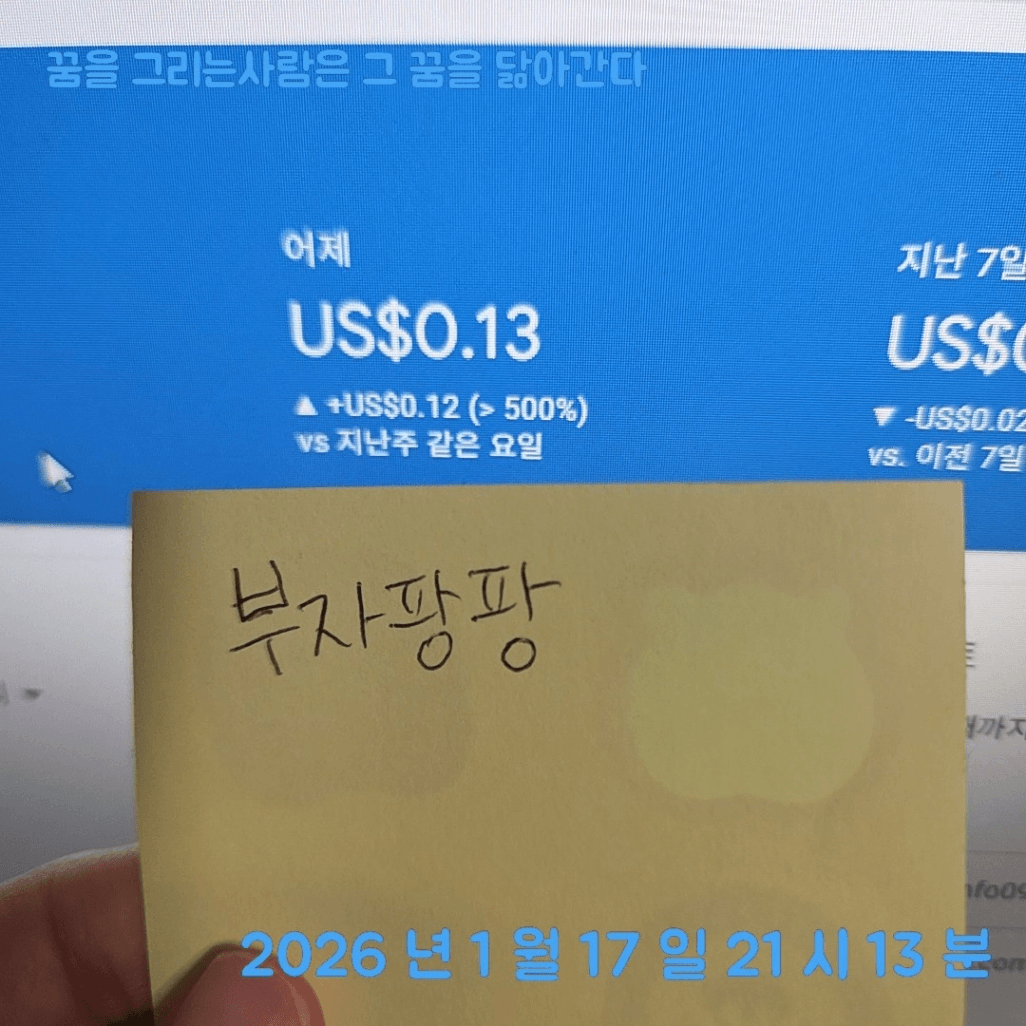 꿈을 그리는사람은 그 꿈을 닮아간다
어제
US$0.13
▲ +US$0.12 (> 500%)
vs 지난주 같은 요일
지난 7일
US$
▼ -US$0.02
vs. 이전 7일
부자팡팡
2026 년 1 월 17 일 21 시 13 분